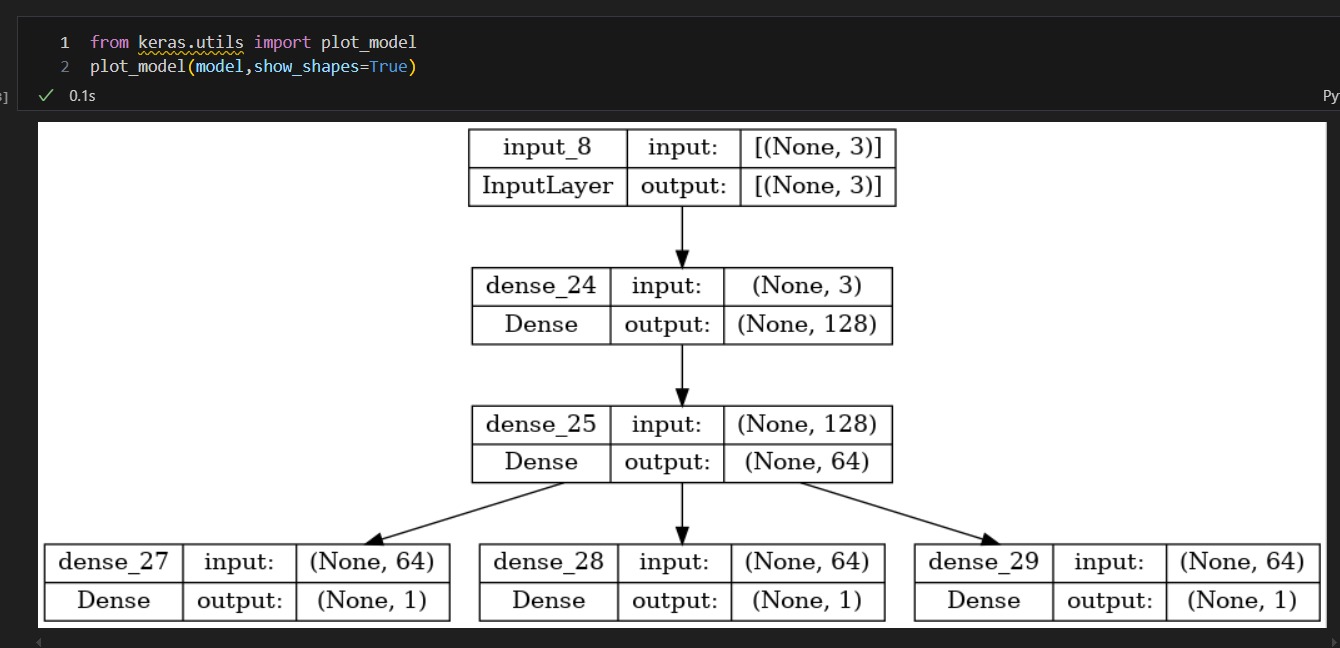 1 from keras.utils import plot_model
2 plot_model(model,show_shapes=True)
]
0.1s
Py
input_8 input: [(None, 3)]
InputLayer output: [(None, 3)]
dense_24 input: (None, 3)
Dense output: (None, 128)
dense_25 input: (None, 128)
Dense output: (None, 64)
dense_27 input: (None, 64) dense_28 input: (None, 64) dense_29 input: (None, 64)
Dense output: (None, 1) Dense output: (None, 1) Dense output: (None, 1)